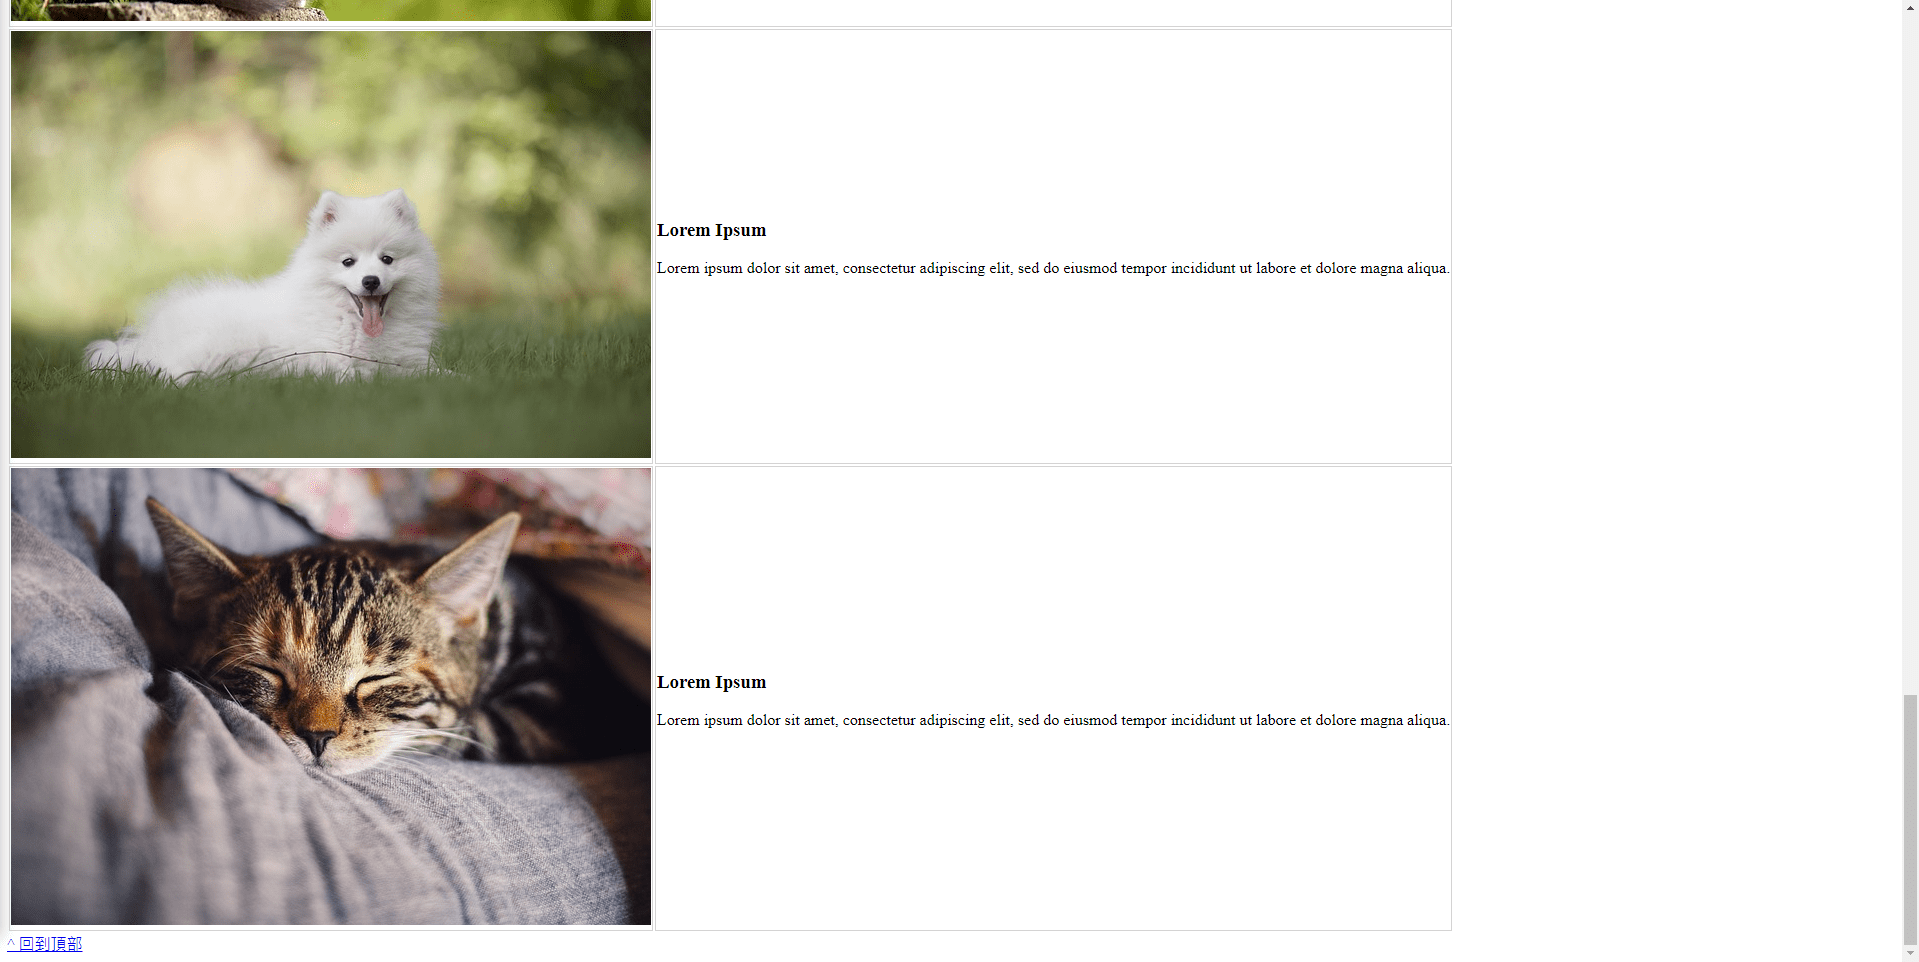 Lorem Ipsum
Lorem ipsum dolor sit amet, consectetur adipiscing elit, sed do eiusmod tempor incididunt ut labore et dolore magna aliqua.
Lorem Ipsum
Lorem ipsum dolor sit amet, consectetur adipiscing elit, sed do eiusmod tempor incididunt ut labore et dolore magna aliqua.
^ 回到頂部